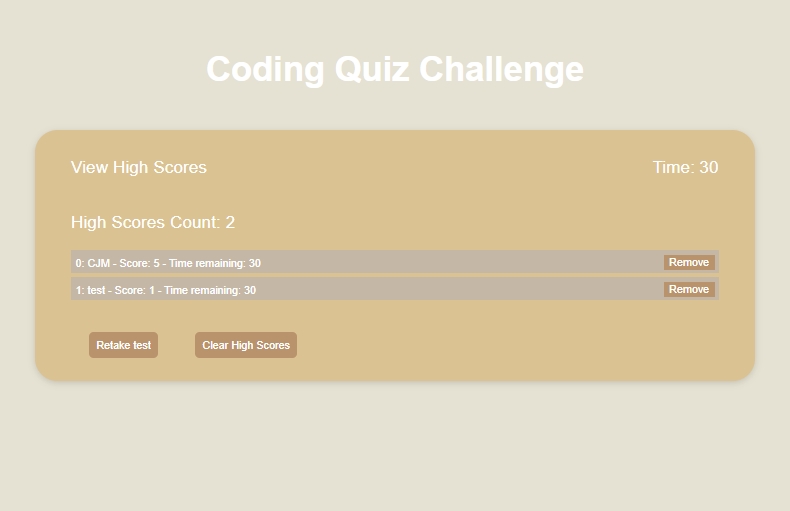 Coding Quiz Challenge
View High Scores Time: 30
High Scores Count: 2
0: CJM - Score: 5 - Time remaining: 30 Remove
1: test - Score: 1 - Time remaining: 30 Remove
Retake test Clear High Scores